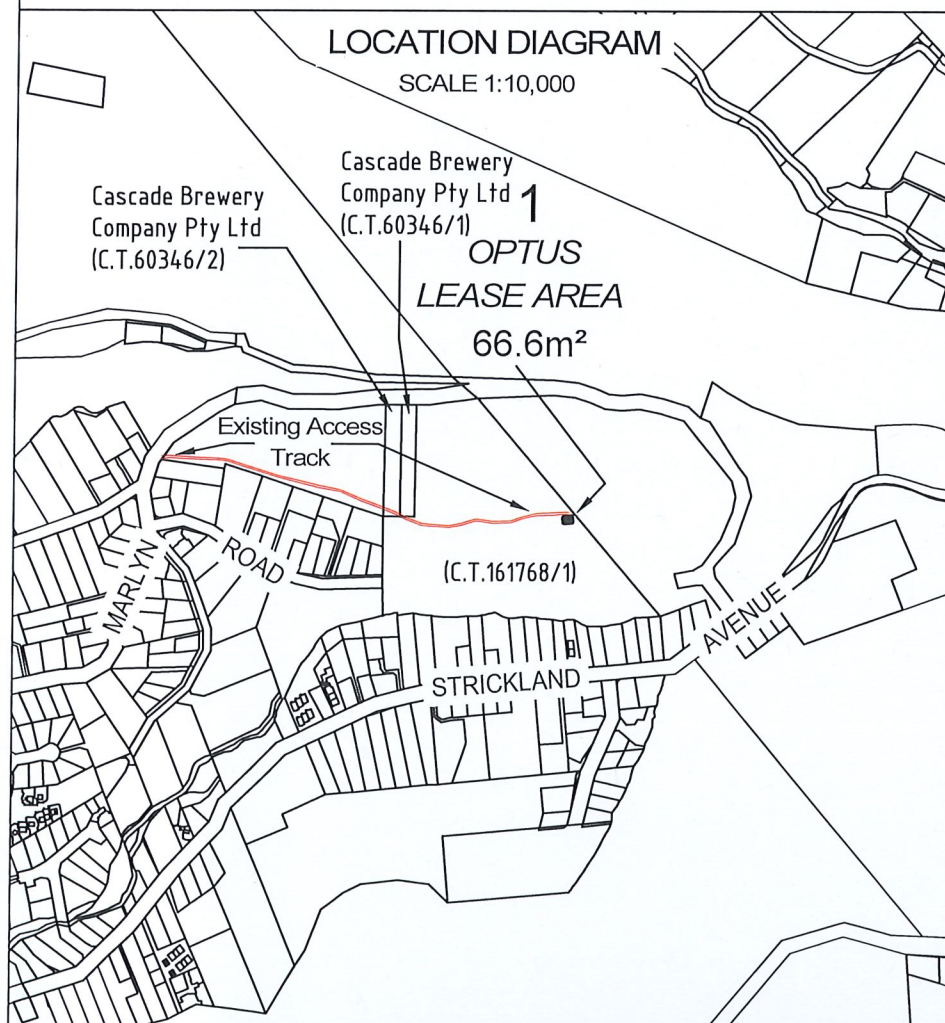 LOCATION DIAGRAM
SCALE 1:10,000
Cascade Brewery
Company Pty Ltd
(C.T.60346/2)
Cascade Brewery
Company Pty Ltd
(C.T.60346/1)
1
OPTUS
LEASE AREA
66.6m²
Existing Access
Track
(C.T.161768/1)
MARLYN
ROAD
STRICKLAND
AVENUE